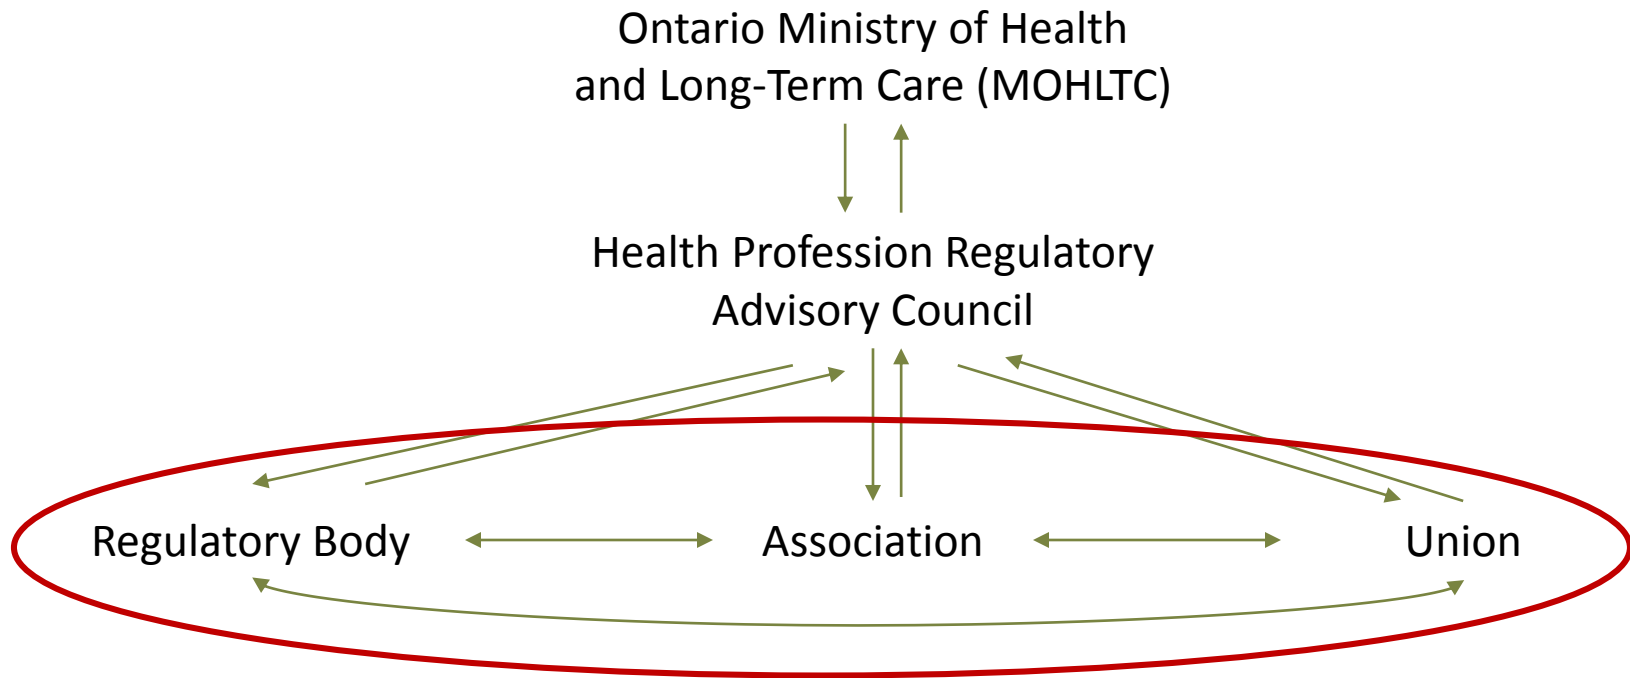 Ontario Ministry of Health
and Long-Term Care (MOHLTC)
Health Profession Regulatory
Advisory Council
Regulatory Body
Association
Union